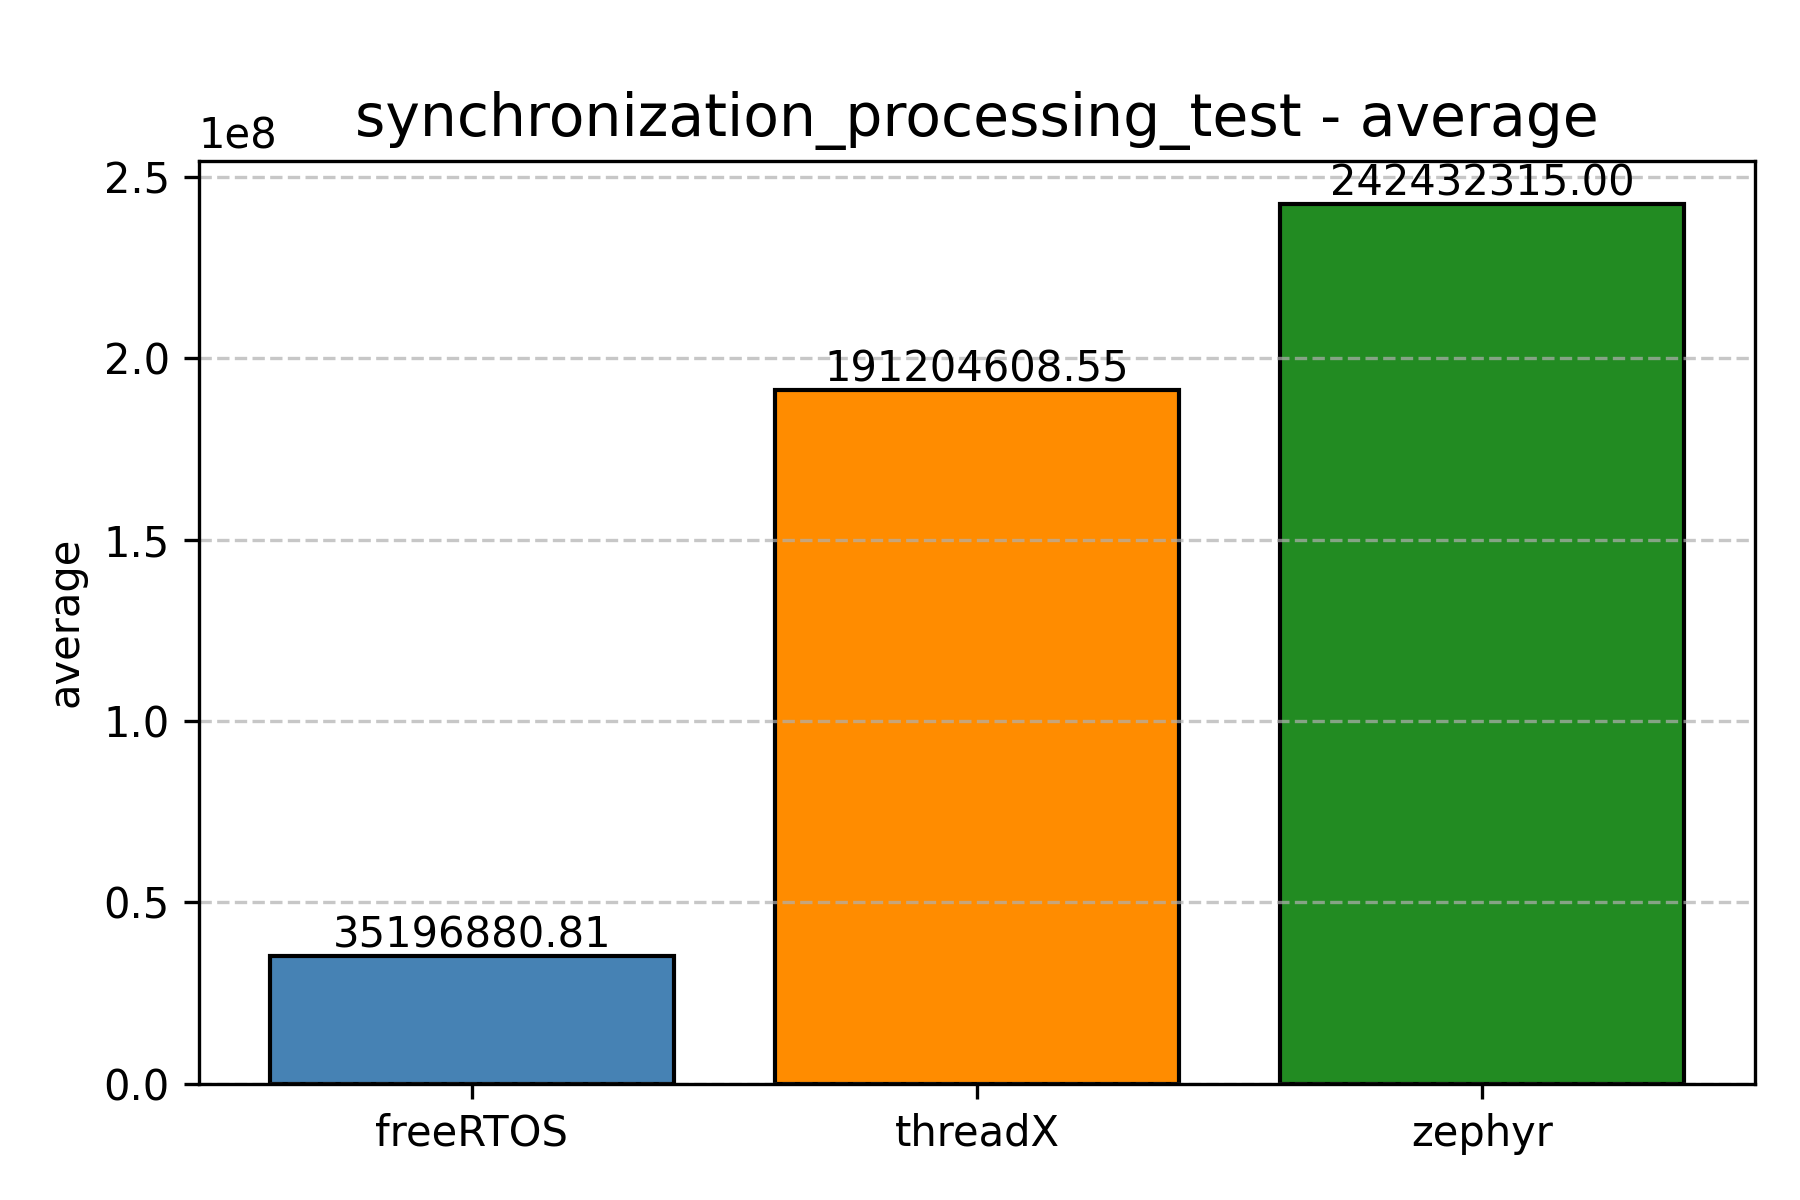 synchronization_processing_test - average
1e8
2.5
2.0
1.5
1.0
0.5
0.0
average
242432315.00
191204608.55
35196880.81
freeRTOS
threadX
zephyr